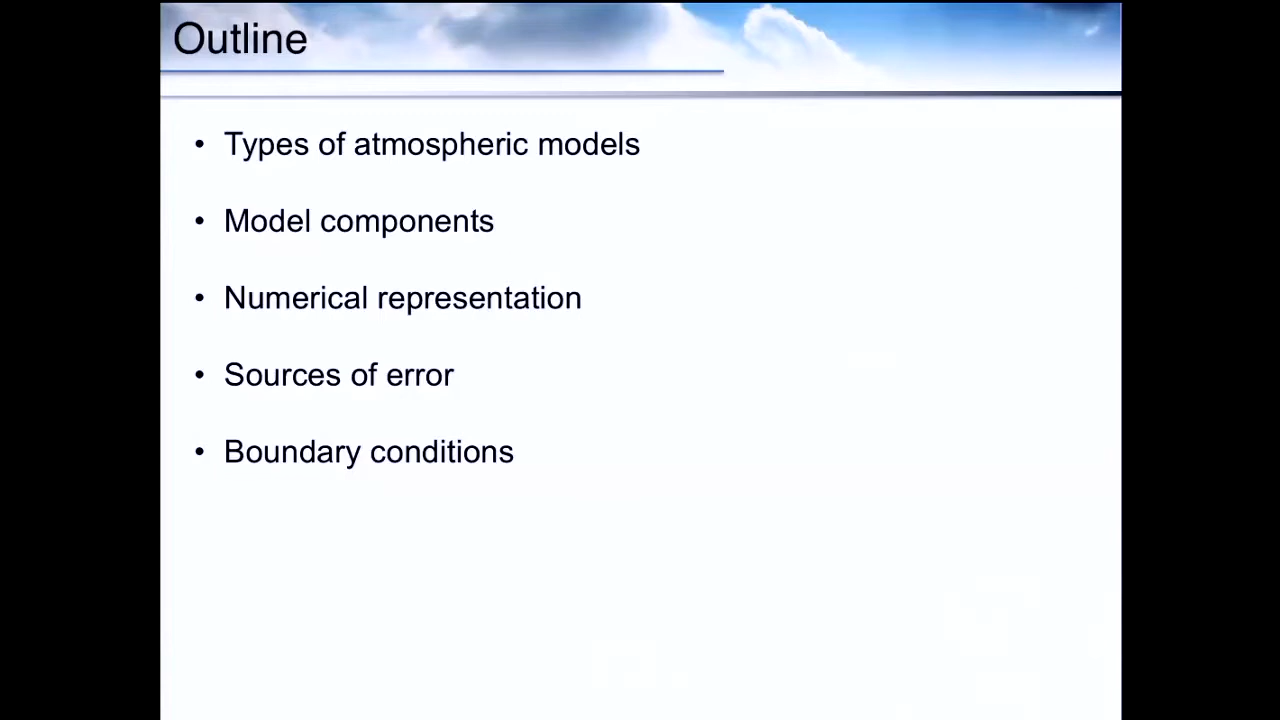 Outline
• Types of atmospheric models
• Model components
• Numerical representation
• Sources of error
• Boundary conditions